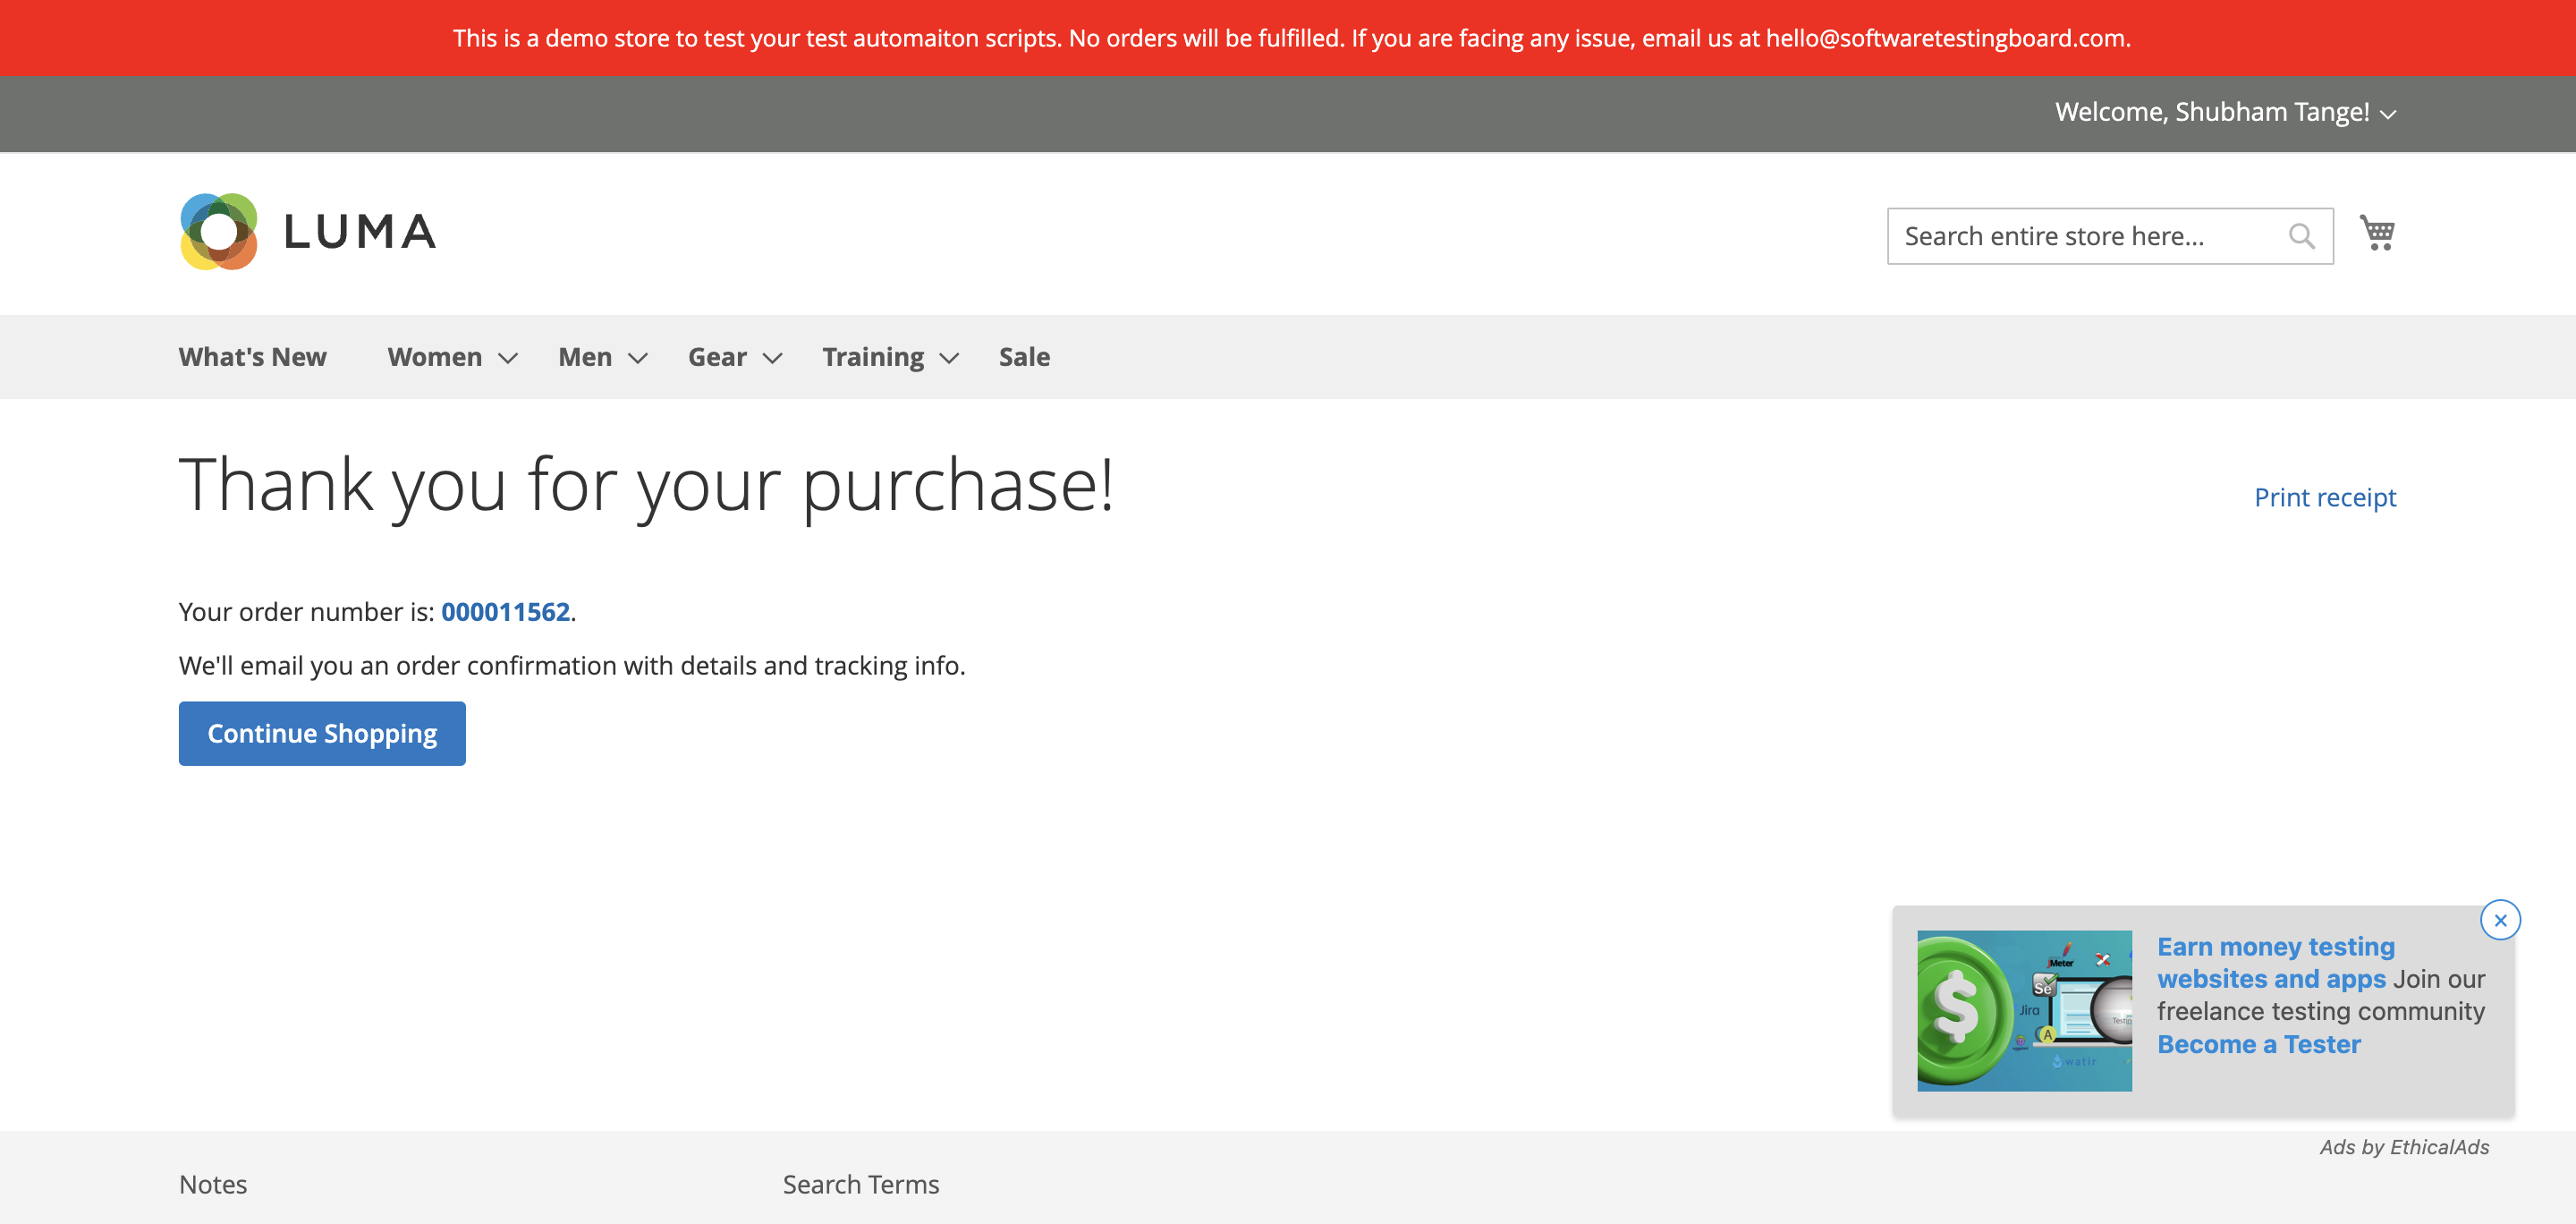 This is a demo store to test your test automaiton scripts. No orders will be fulfilled. If you are facing any issue, email us at hello@softwaretestingboard.com.
Welcome, Shubham Tange!
LUMA
Search entire store here...
What's New Women Men Gear Training Sale
Thank you for your purchase!
Print receipt
Your order number is: 000011562.
We'll email you an order confirmation with details and tracking info.
Continue Shopping
Meter
Se
Jira
A
watir
Earn money testing
websites and apps Join our
freelance testing community
Become a Tester
Ads by EthicalAds
Notes
Search Terms